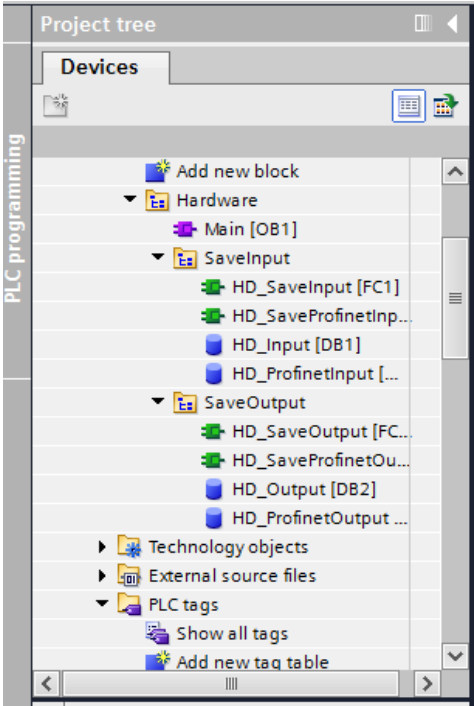 Project tree
Devices
PLC programming
Add new block
Hardware
Main [OB1]
SaveInput
HD_SaveInput [FC1]
HD_SaveProfinetInp...
HD_Input [DB1]
HD_ProfinetInput [...
SaveOutput
HD_SaveOutput [FC...
HD_SaveProfinetOu...
HD_Output [DB2]
HD_ProfinetOutput ...
Technology objects
External source files
PLC tags
Show all tags
Add new tag table